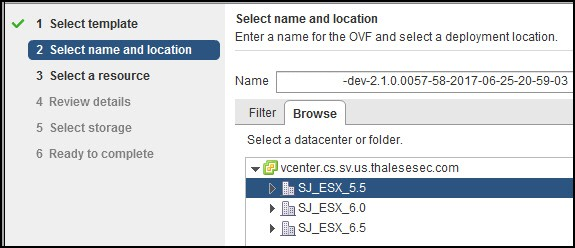 1 Select template
2 Select name and location
3 Select a resource
4 Review details
5 Select storage
6 Ready to complete
Select name and location
Enter a name for the OVF and select a deployment location.
Name -dev-2.1.0.0057-58-2017-06-25-20-59-03
Filter Browse
Select a datacenter or folder.
vcenter.cs.sv.us.thalesesec.com
SJ_ESX_5.5
SJ_ESX_6.0
SJ_ESX_6.5